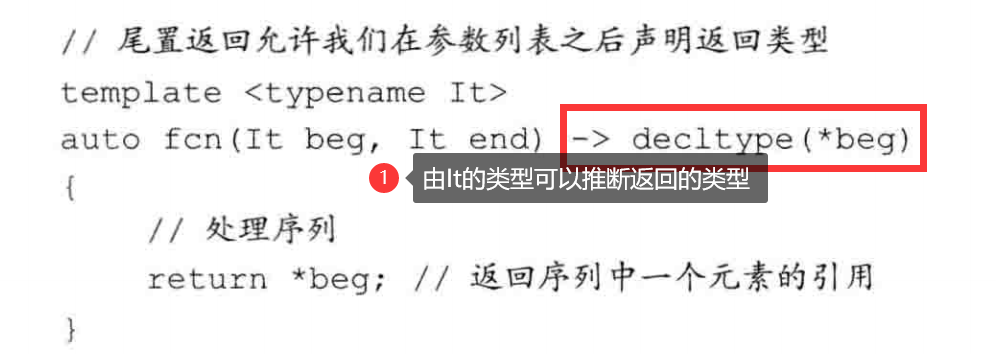 // 尾置返回允许我们在参数列表之后声明返回类型
template <typename It>
auto fcn(It beg, It end) -> decltype(*beg)
1 由It的类型可以推断返回的类型
{
// 处理序列
return *beg; // 返回序列中一个元素的引用
}